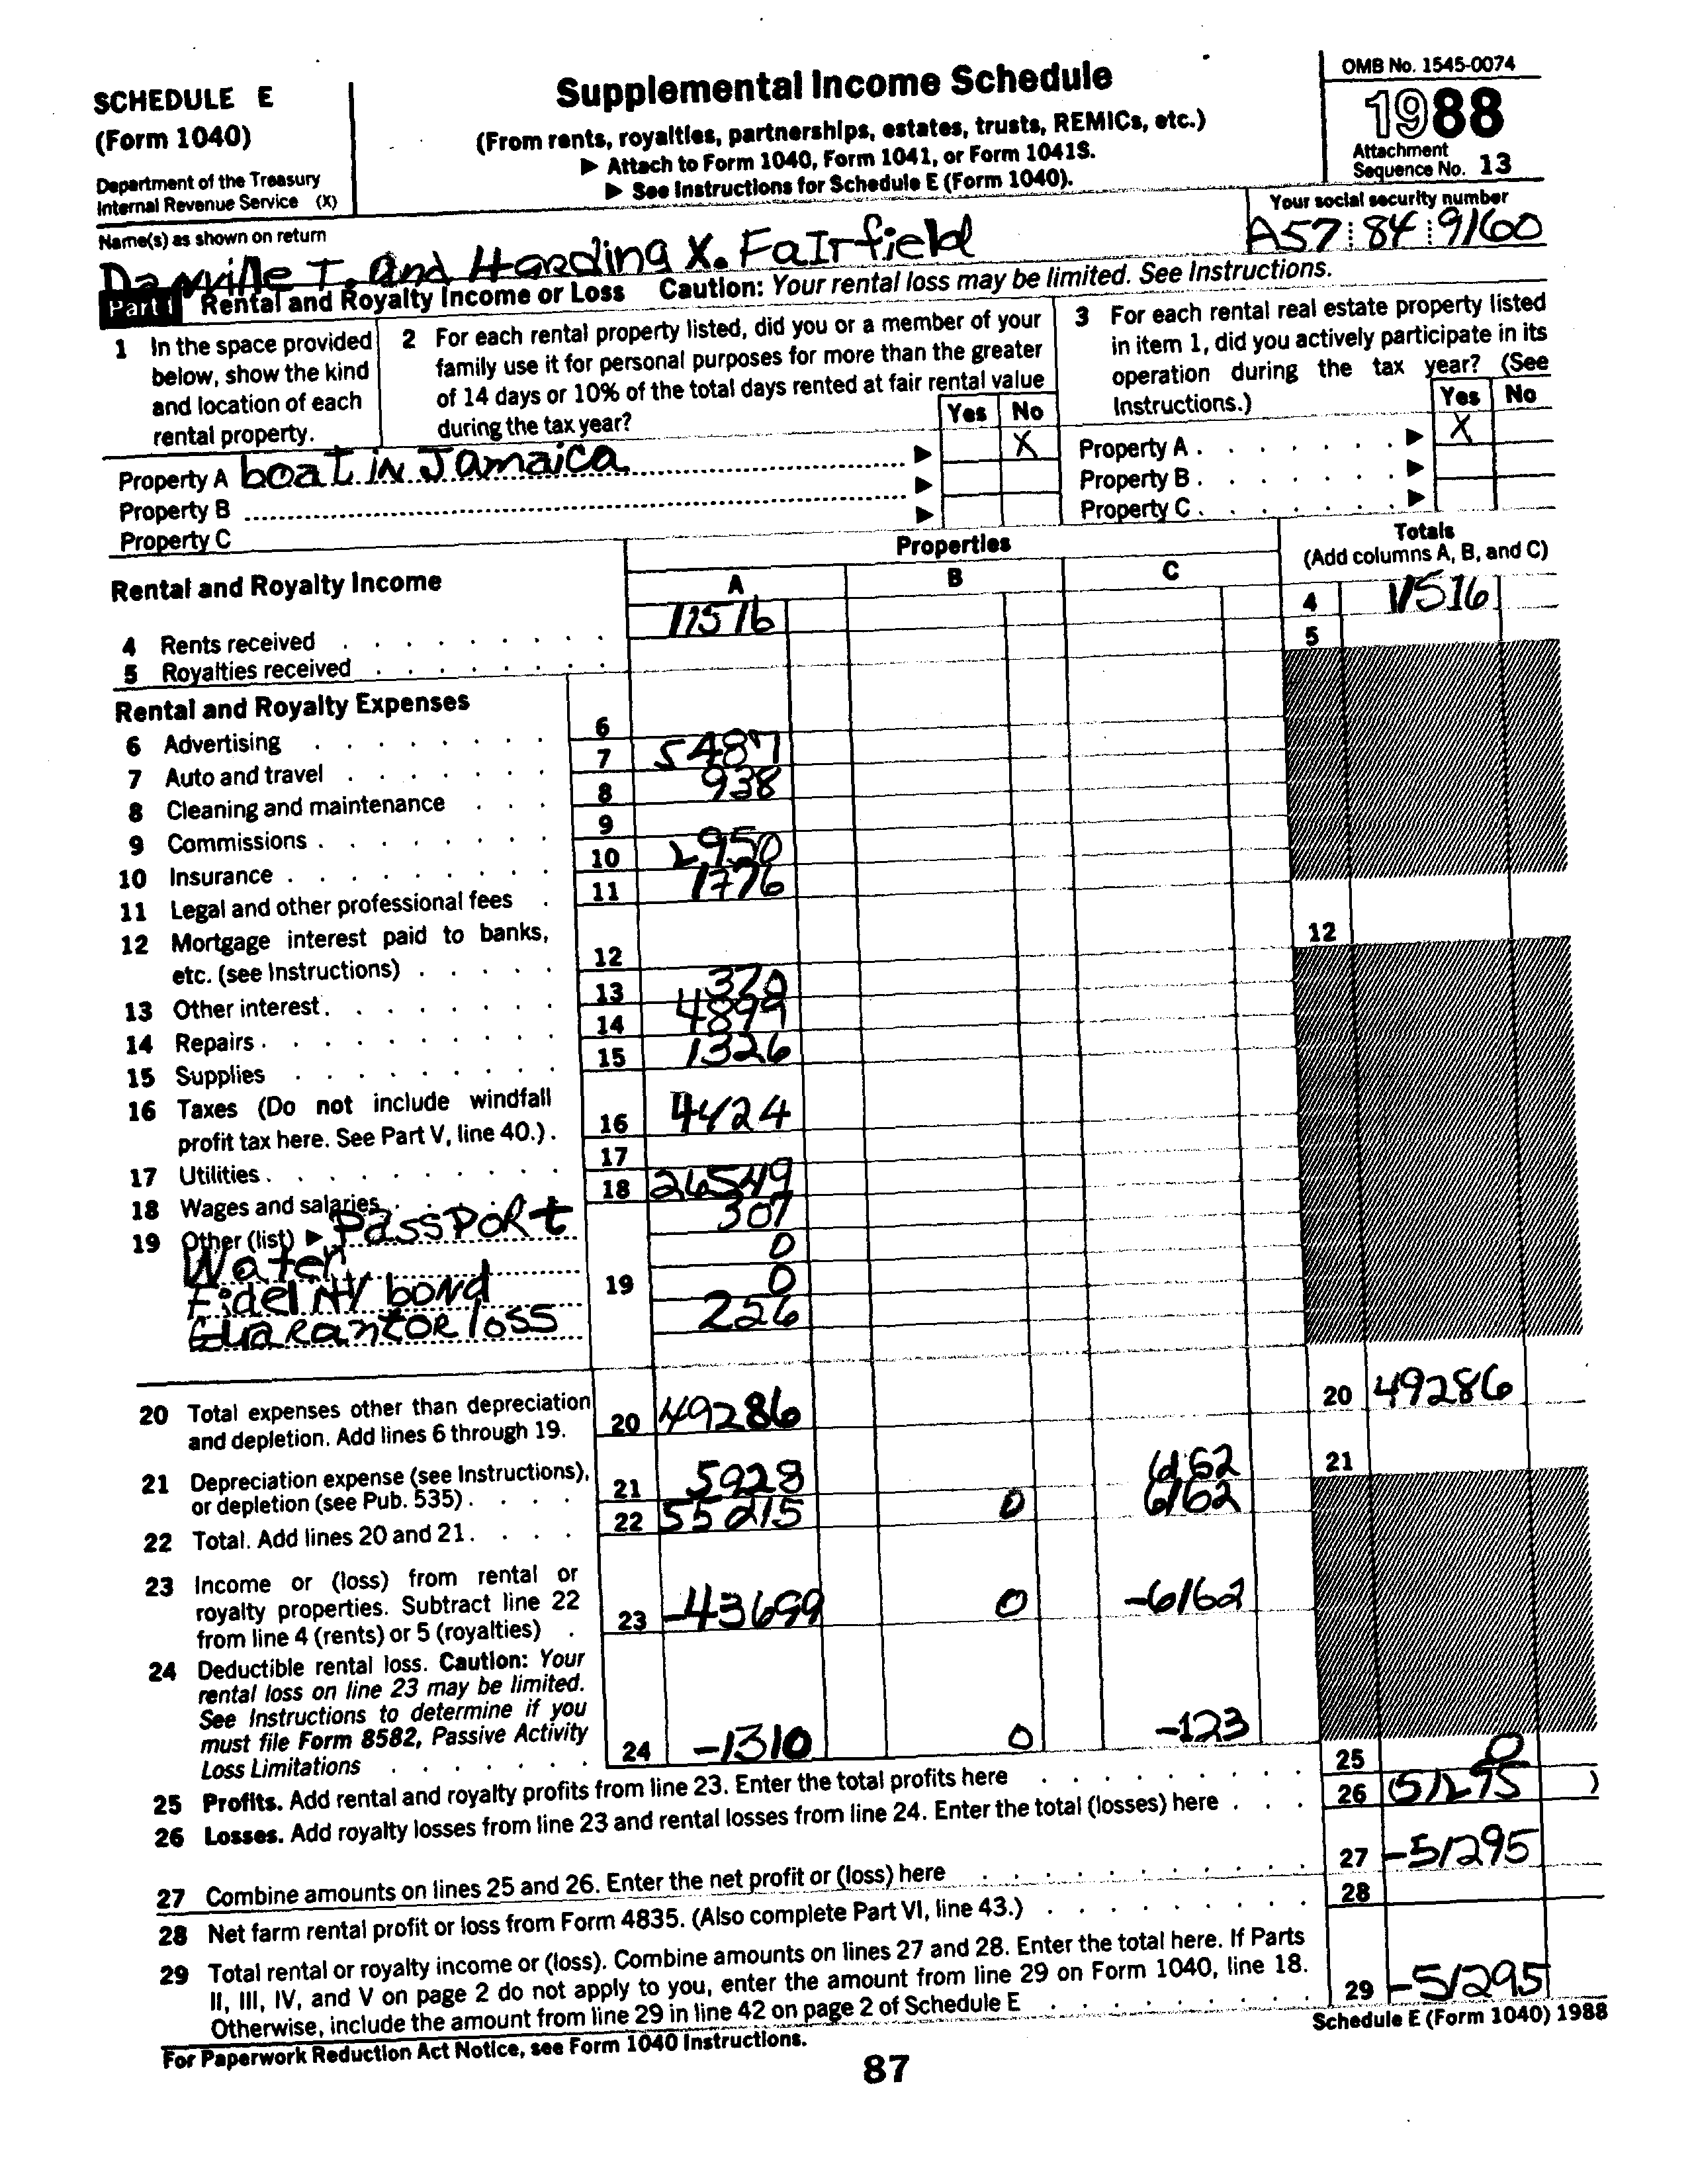 SCHEDULE E
(Form 1040)
Department of the Treasury
Internal Revenue Service (X)
Supplemental Income Schedule
(From rents, royalties, partnerships, estates, trusts, REMICs, etc.)
▶ Attach to Form 1040, Form 1041, or Form 1041S.
▶ See Instructions for Schedule E (Form 1040).
OMB No. 1545-0074
1988
Attachment
Sequence No. 13
Name(s) as shown on return
Danville T. and Harding X. Fairfield
Your social security number
A57 84 9160
Part I Rental and Royalty Income or Loss Caution: Your rental loss may be limited. See Instructions.
1 In the space provided
below, show the kind
and location of each
rental property.
2 For each rental property listed, did you or a member of your
family use it for personal purposes for more than the greater
of 14 days or 10% of the total days rented at fair rental value
during the tax year?
Yes No
3 For each rental real estate property listed
in item 1, did you actively participate in its
operation during the tax year? (See
Instructions.)
Yes No
Property A boat in Jamaica ▶ X Property A ▶ X
Property B ▶ Property B ▶
Property C ▶ Property C ▶
Rental and Royalty Income
Properties
A B C
Totals
(Add columns A, B, and C)
4 Rents received 11516 4 11516
5 Royalties received 5
Rental and Royalty Expenses
6 Advertising 6
7 Auto and travel 7 5487
8 Cleaning and maintenance 8 938
9 Commissions 9
10 Insurance 10 2950
11 Legal and other professional fees 11 1776
12 Mortgage interest paid to banks,
etc. (see Instructions) 12 12
13 Other interest 13 320
14 Repairs 14 4899
15 Supplies 15 1326
16 Taxes (Do not include windfall
profit tax here. See Part V, line 40.) 16 4424
17 Utilities 17
18 Wages and salaries 18 26549
19 Other (list) ▶ Passport 307
Water 0
Fidelity bond 19 0
Guarantor loss 226
20 Total expenses other than depreciation
and depletion. Add lines 6 through 19. 20 49286 20 49286
21 Depreciation expense (see Instructions),
or depletion (see Pub. 535) 21 5928 6162 21
22 Total. Add lines 20 and 21 22 55215 0 6162
23 Income or (loss) from rental or
royalty properties. Subtract line 22
from line 4 (rents) or 5 (royalties) 23 -43699 0 -6162
24 Deductible rental loss. Caution: Your
rental loss on line 23 may be limited.
See Instructions to determine if you
must file Form 8582, Passive Activity
Loss Limitations 24 -1310 0 -123
25 Profits. Add rental and royalty profits from line 23. Enter the total profits here 25 0
26 Losses. Add royalty losses from line 23 and rental losses from line 24. Enter the total (losses) here 26 (51295)
27 Combine amounts on lines 25 and 26. Enter the net profit or (loss) here 27 -51295
28 Net farm rental profit or loss from Form 4835. (Also complete Part VI, line 43.) 28
29 Total rental or royalty income or (loss). Combine amounts on lines 27 and 28. Enter the total here. If Parts
II, III, IV, and V on page 2 do not apply to you, enter the amount from line 29 on Form 1040, line 18.
Otherwise, include the amount from line 29 in line 42 on page 2 of Schedule E 29 -51295
For Paperwork Reduction Act Notice, see Form 1040 Instructions.
Schedule E (Form 1040) 1988
87